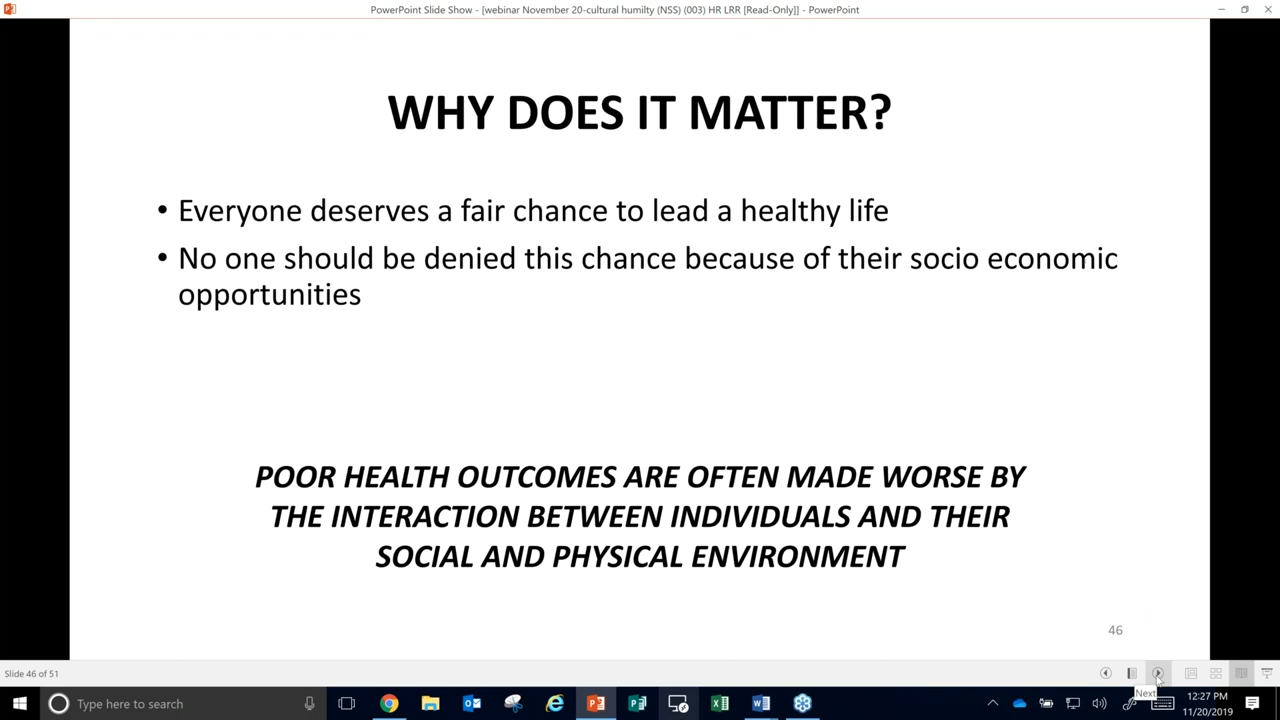 PowerPoint Slide Show - [webinar November 20-cultural humilty (NSS) (003) HR LRR [Read-Only]] - PowerPoint
WHY DOES IT MATTER?
• Everyone deserves a fair chance to lead a healthy life
• No one should be denied this chance because of their socio economic
opportunities
POOR HEALTH OUTCOMES ARE OFTEN MADE WORSE BY
THE INTERACTION BETWEEN INDIVIDUALS AND THEIR
SOCIAL AND PHYSICAL ENVIRONMENT
46
Slide 46 of 51
Next
Type here to search
12:27 PM
11/20/2019